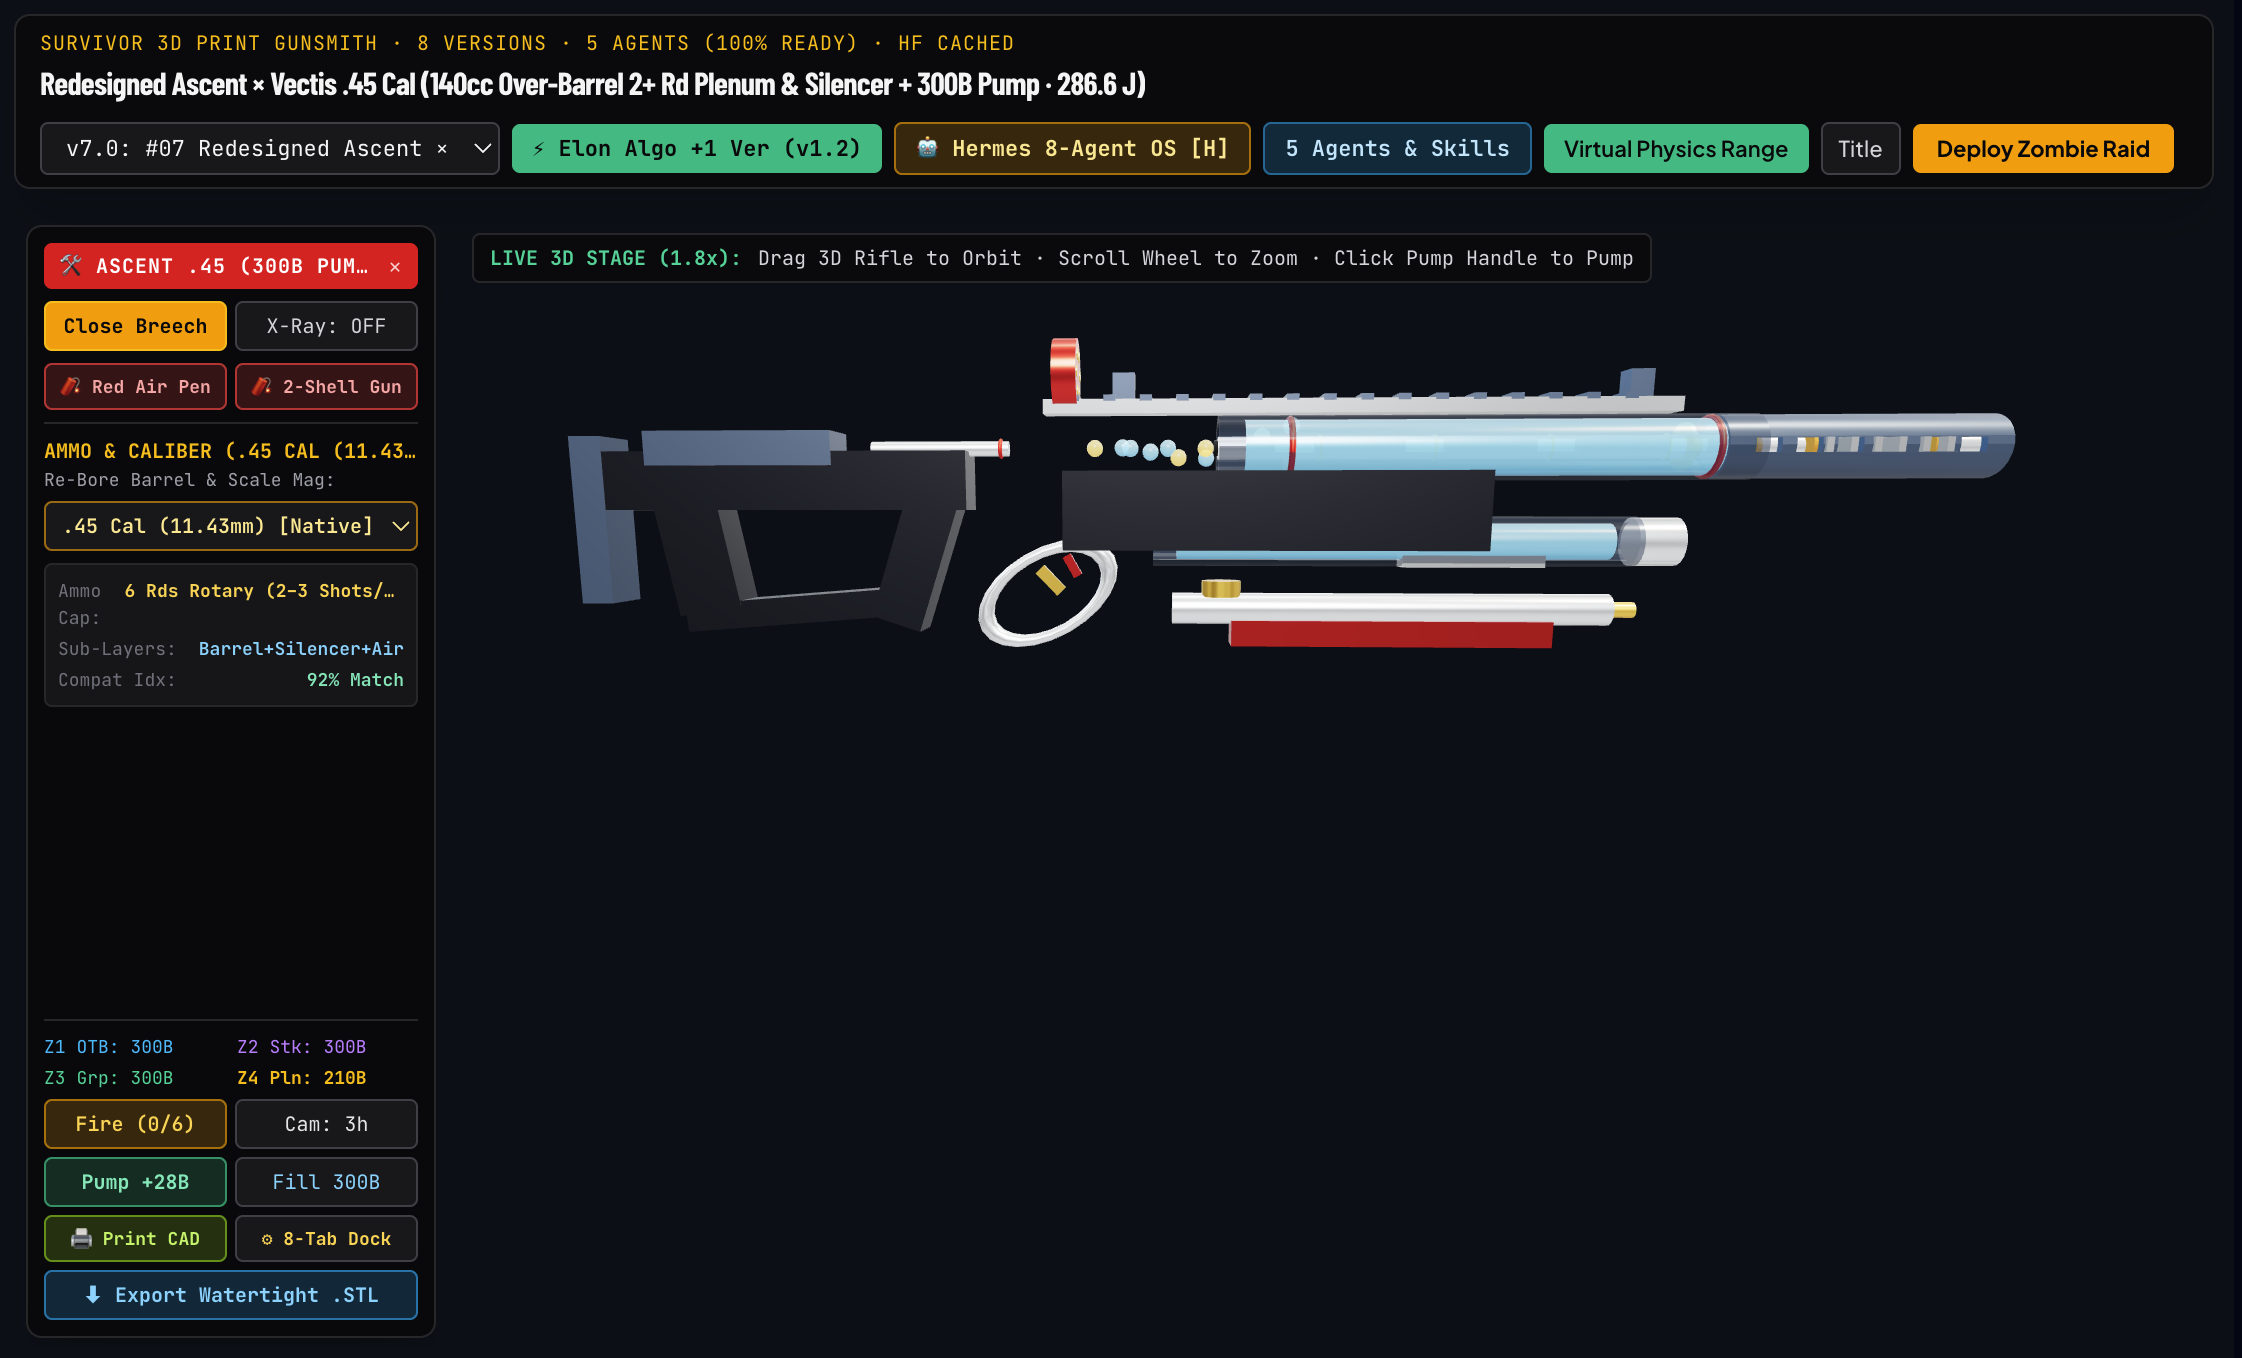 SURVIVOR 3D PRINT GUNSMITH · 8 VERSIONS · 5 AGENTS (100% READY) · HF CACHED
Redesigned Ascent × Vectis .45 Cal (140cc Over-Barrel 2+ Rd Plenum & Silencer + 300B Pump · 286.6 J)
v7.0: #07 Redesigned Ascent ×
⚡ Elon Algo +1 Ver (v1.2)
🤖 Hermes 8-Agent OS [H]
5 Agents & Skills
Virtual Physics Range
Title
Deploy Zombie Raid
🛠 ASCENT .45 (300B PUM… ×
LIVE 3D STAGE (1.8x): Drag 3D Rifle to Orbit · Scroll Wheel to Zoom · Click Pump Handle to Pump
Close Breech
X-Ray: OFF
🧨 Red Air Pen
🧨 2-Shell Gun
AMMO & CALIBER (.45 CAL (11.43…
Re-Bore Barrel & Scale Mag:
.45 Cal (11.43mm) [Native]
Ammo Cap: 6 Rds Rotary (2–3 Shots/…
Sub-Layers: Barrel+Silencer+Air
Compat Idx: 92% Match
Z1 OTB: 300B
Z2 Stk: 300B
Z3 Grp: 300B
Z4 Pln: 210B
Fire (0/6)
Cam: 3h
Pump +28B
Fill 300B
🖨 Print CAD
⚙ 8-Tab Dock
⬇ Export Watertight .STL